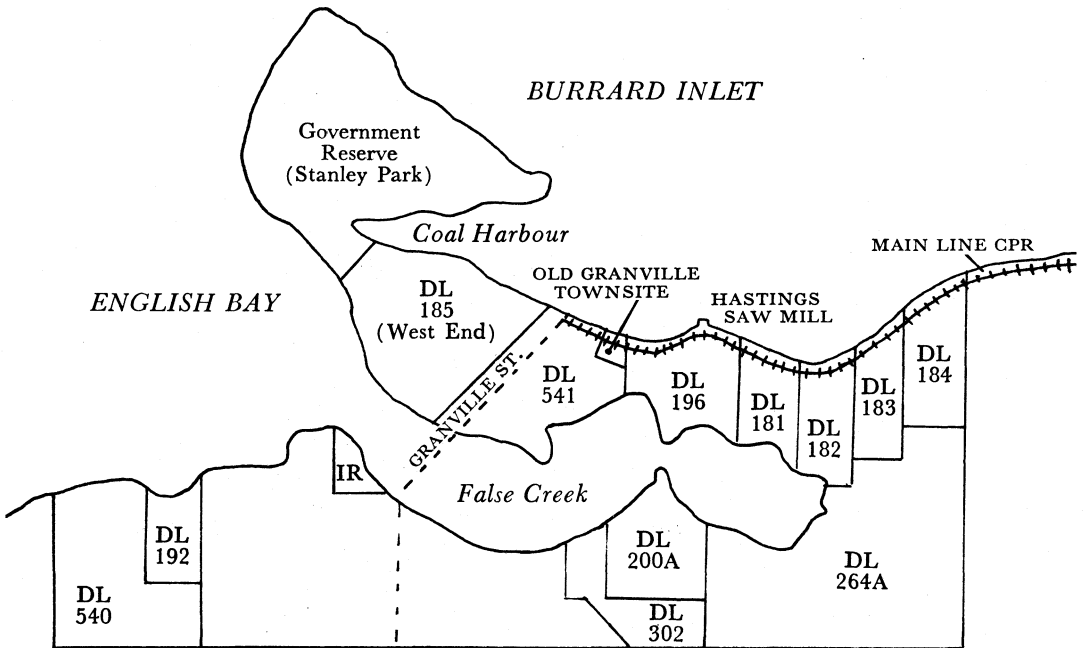 BURRARD INLET
Government
Reserve
(Stanley Park)
Coal Harbour
MAIN LINE CPR
ENGLISH BAY
DL
185
(West End)
OLD GRANVILLE
TOWNSITE
HASTINGS
SAW MILL
GRANVILLE ST.
DL
541
DL
196
DL
181
DL
182
DL
183
DL
184
IR
False Creek
DL
192
DL
540
DL
200A
DL
302
DL
264A